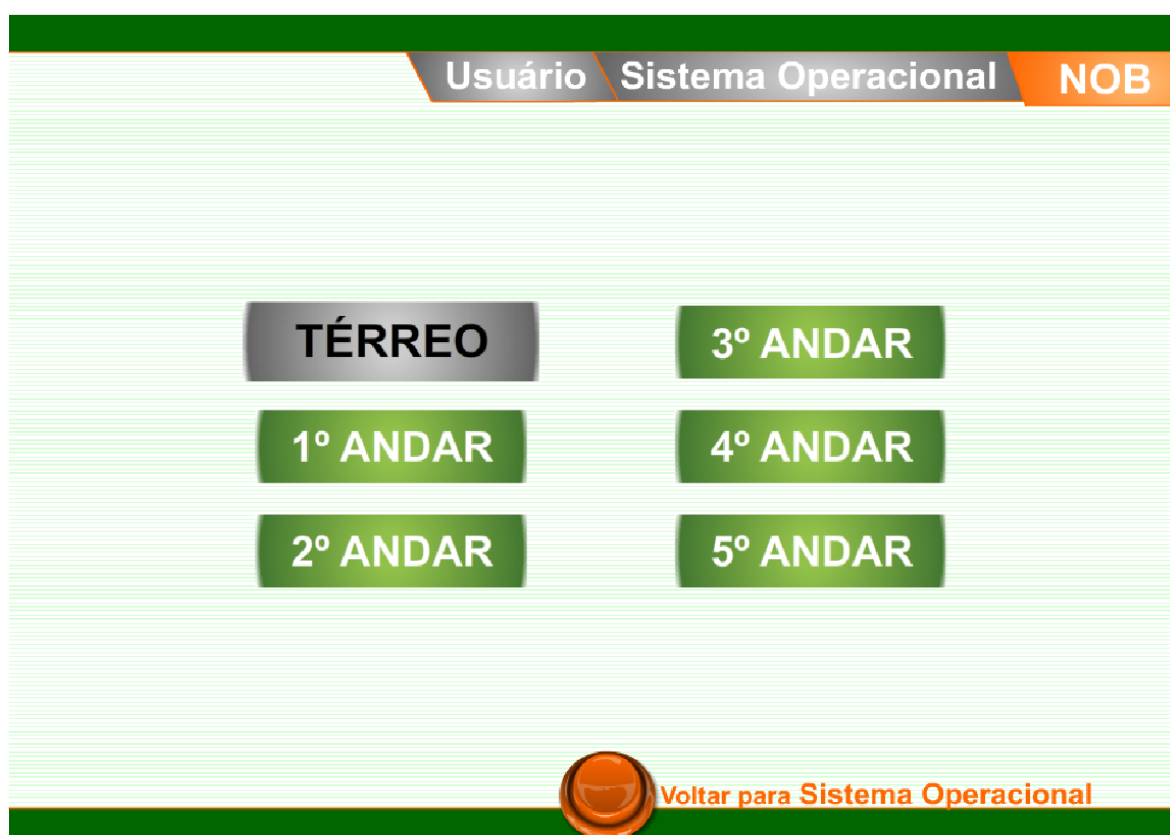 Usuário Sistema Operacional NOB
TÉRREO
1º ANDAR
2º ANDAR
3º ANDAR
4º ANDAR
5º ANDAR
Voltar para Sistema Operacional